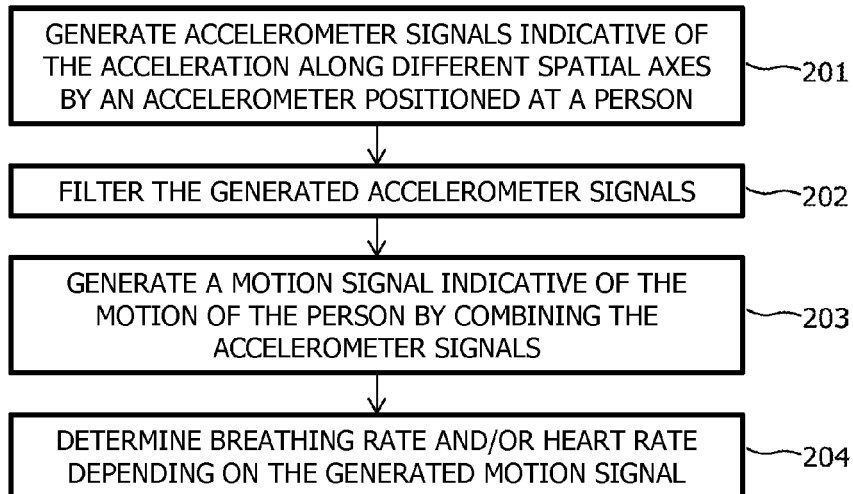 GENERATE ACCELEROMETER SIGNALS INDICATIVE OF
THE ACCELERATION ALONG DIFFERENT SPATIAL AXES
BY AN ACCELEROMETER POSITIONED AT A PERSON
201
FILTER THE GENERATED ACCELEROMETER SIGNALS
202
GENERATE A MOTION SIGNAL INDICATIVE OF THE
MOTION OF THE PERSON BY COMBINING THE
ACCELEROMETER SIGNALS
203
DETERMINE BREATHING RATE AND/OR HEART RATE
DEPENDING ON THE GENERATED MOTION SIGNAL
204